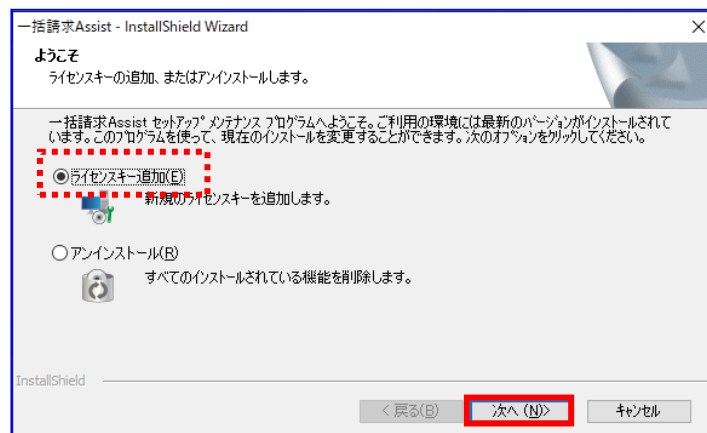 一括請求Assist - InstallShield Wizard
ようこそ
ライセンスキーの追加、またはアンインストールします。
一括請求Assist セットアップ メンテナンス プログラムへようこそ。ご利用の環境には最新のバージョンがインストールされて
います。このプログラムを使って、現在のインストールを変更することができます。次のオプションをクリックしてください。
ライセンスキー追加(E)
新規のライセンスキーを追加します。
アンインストール(R)
すべてのインストールされている機能を削除します。
InstallShield
< 戻る(B)
次へ (N)>
キャンセル